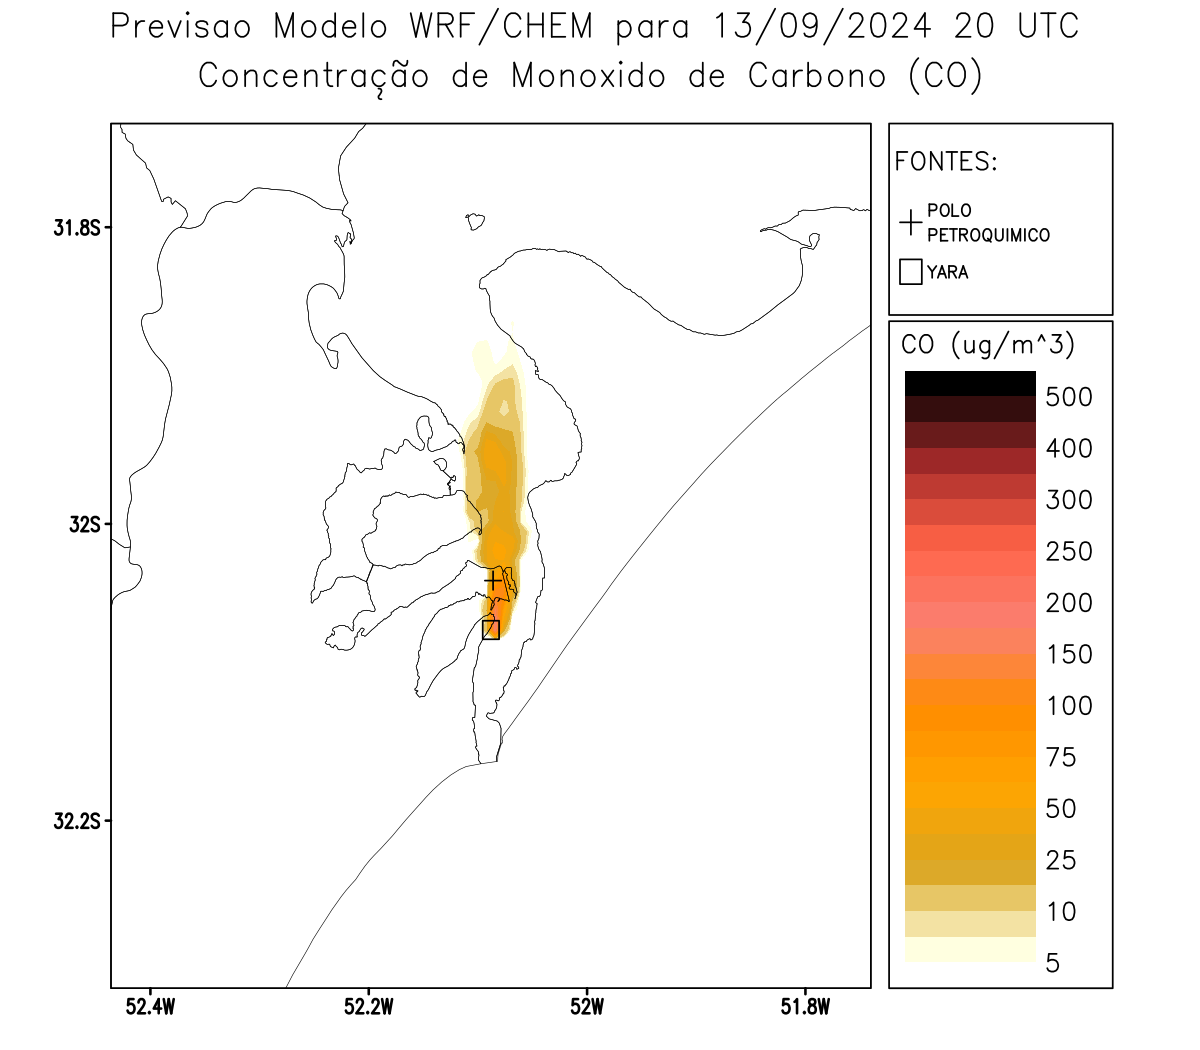 Previsao Modelo WRF/CHEM para 13/09/2024 20 UTC
Concentração de Monoxido de Carbono (CO)
FONTES:
POLO
PETROQUIMICO
YARA
CO (ug/m^3)
500
400
300
250
200
150
100
75
50
25
10
5
31.8S
32S
32.2S
52.4W
52.2W
52W
51.8W